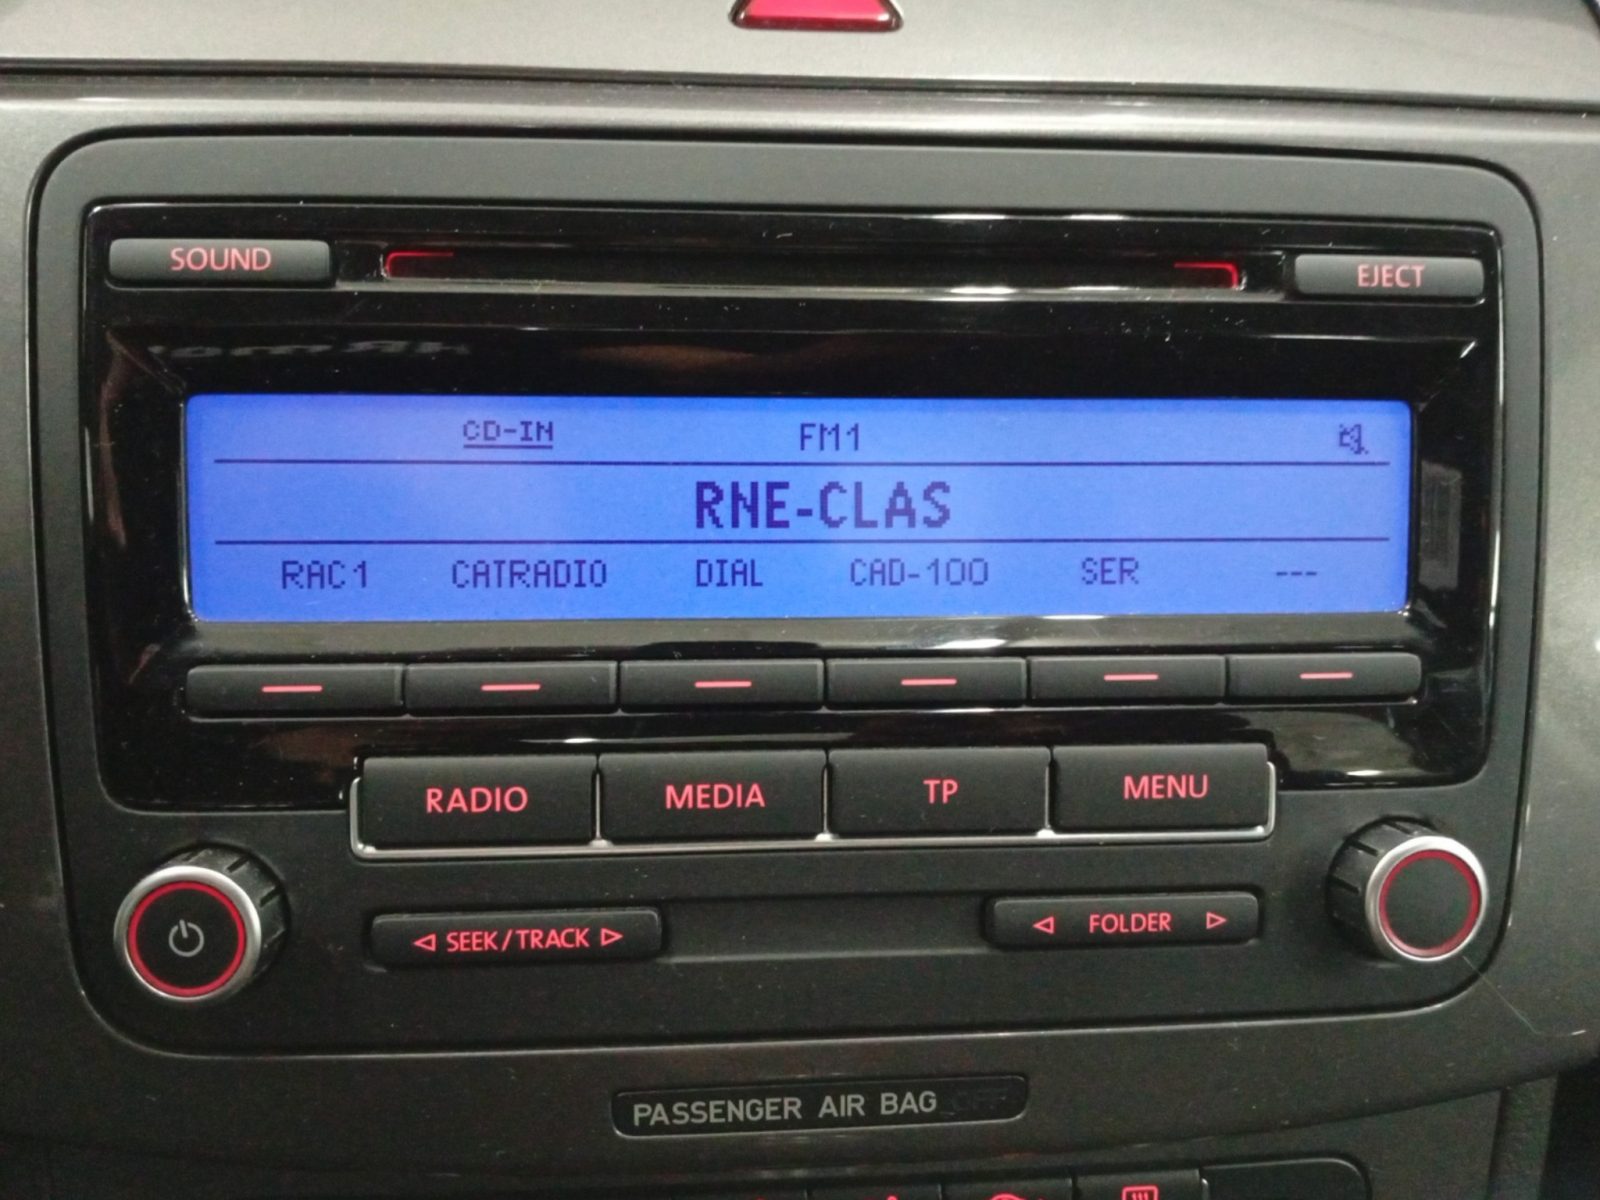 SOUND
EJECT
CD-IN FM1
RNE-CLAS
RAC1 CATRADIO DIAL CAD-100 SER ---
RADIO MEDIA TP MENU
SEEK/TRACK FOLDER
PASSENGER AIR BAG OFF